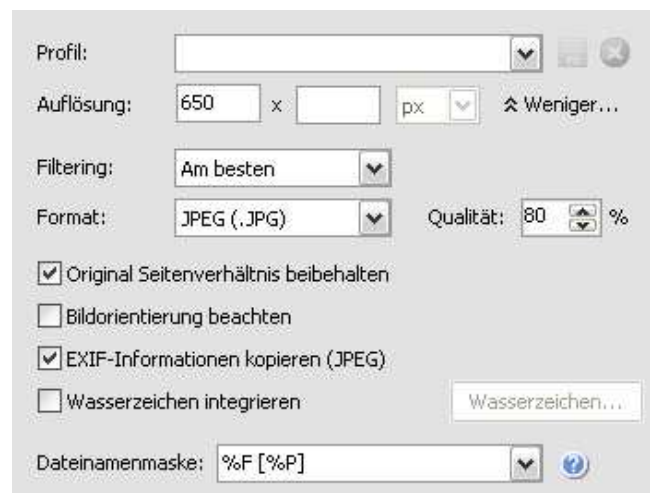 Profil:
Auflösung: 650 x px Weniger...
Filtering: Am besten
Format: JPEG (.JPG) Qualität: 80 %
Original Seitenverhältnis beibehalten
Bildorientierung beachten
EXIF-Informationen kopieren (JPEG)
Wasserzeichen integrieren Wasserzeichen...
Dateinamenmaske: %F [%P]